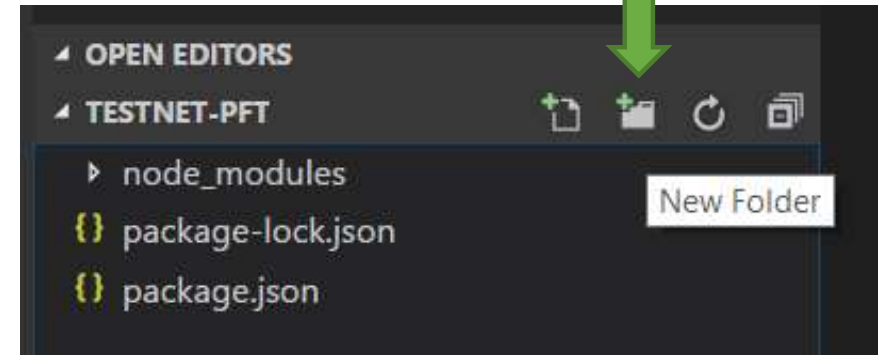 OPEN EDITORS
TESTNET-PFT
node_modules
New Folder
{} package-lock.json
{} package.json